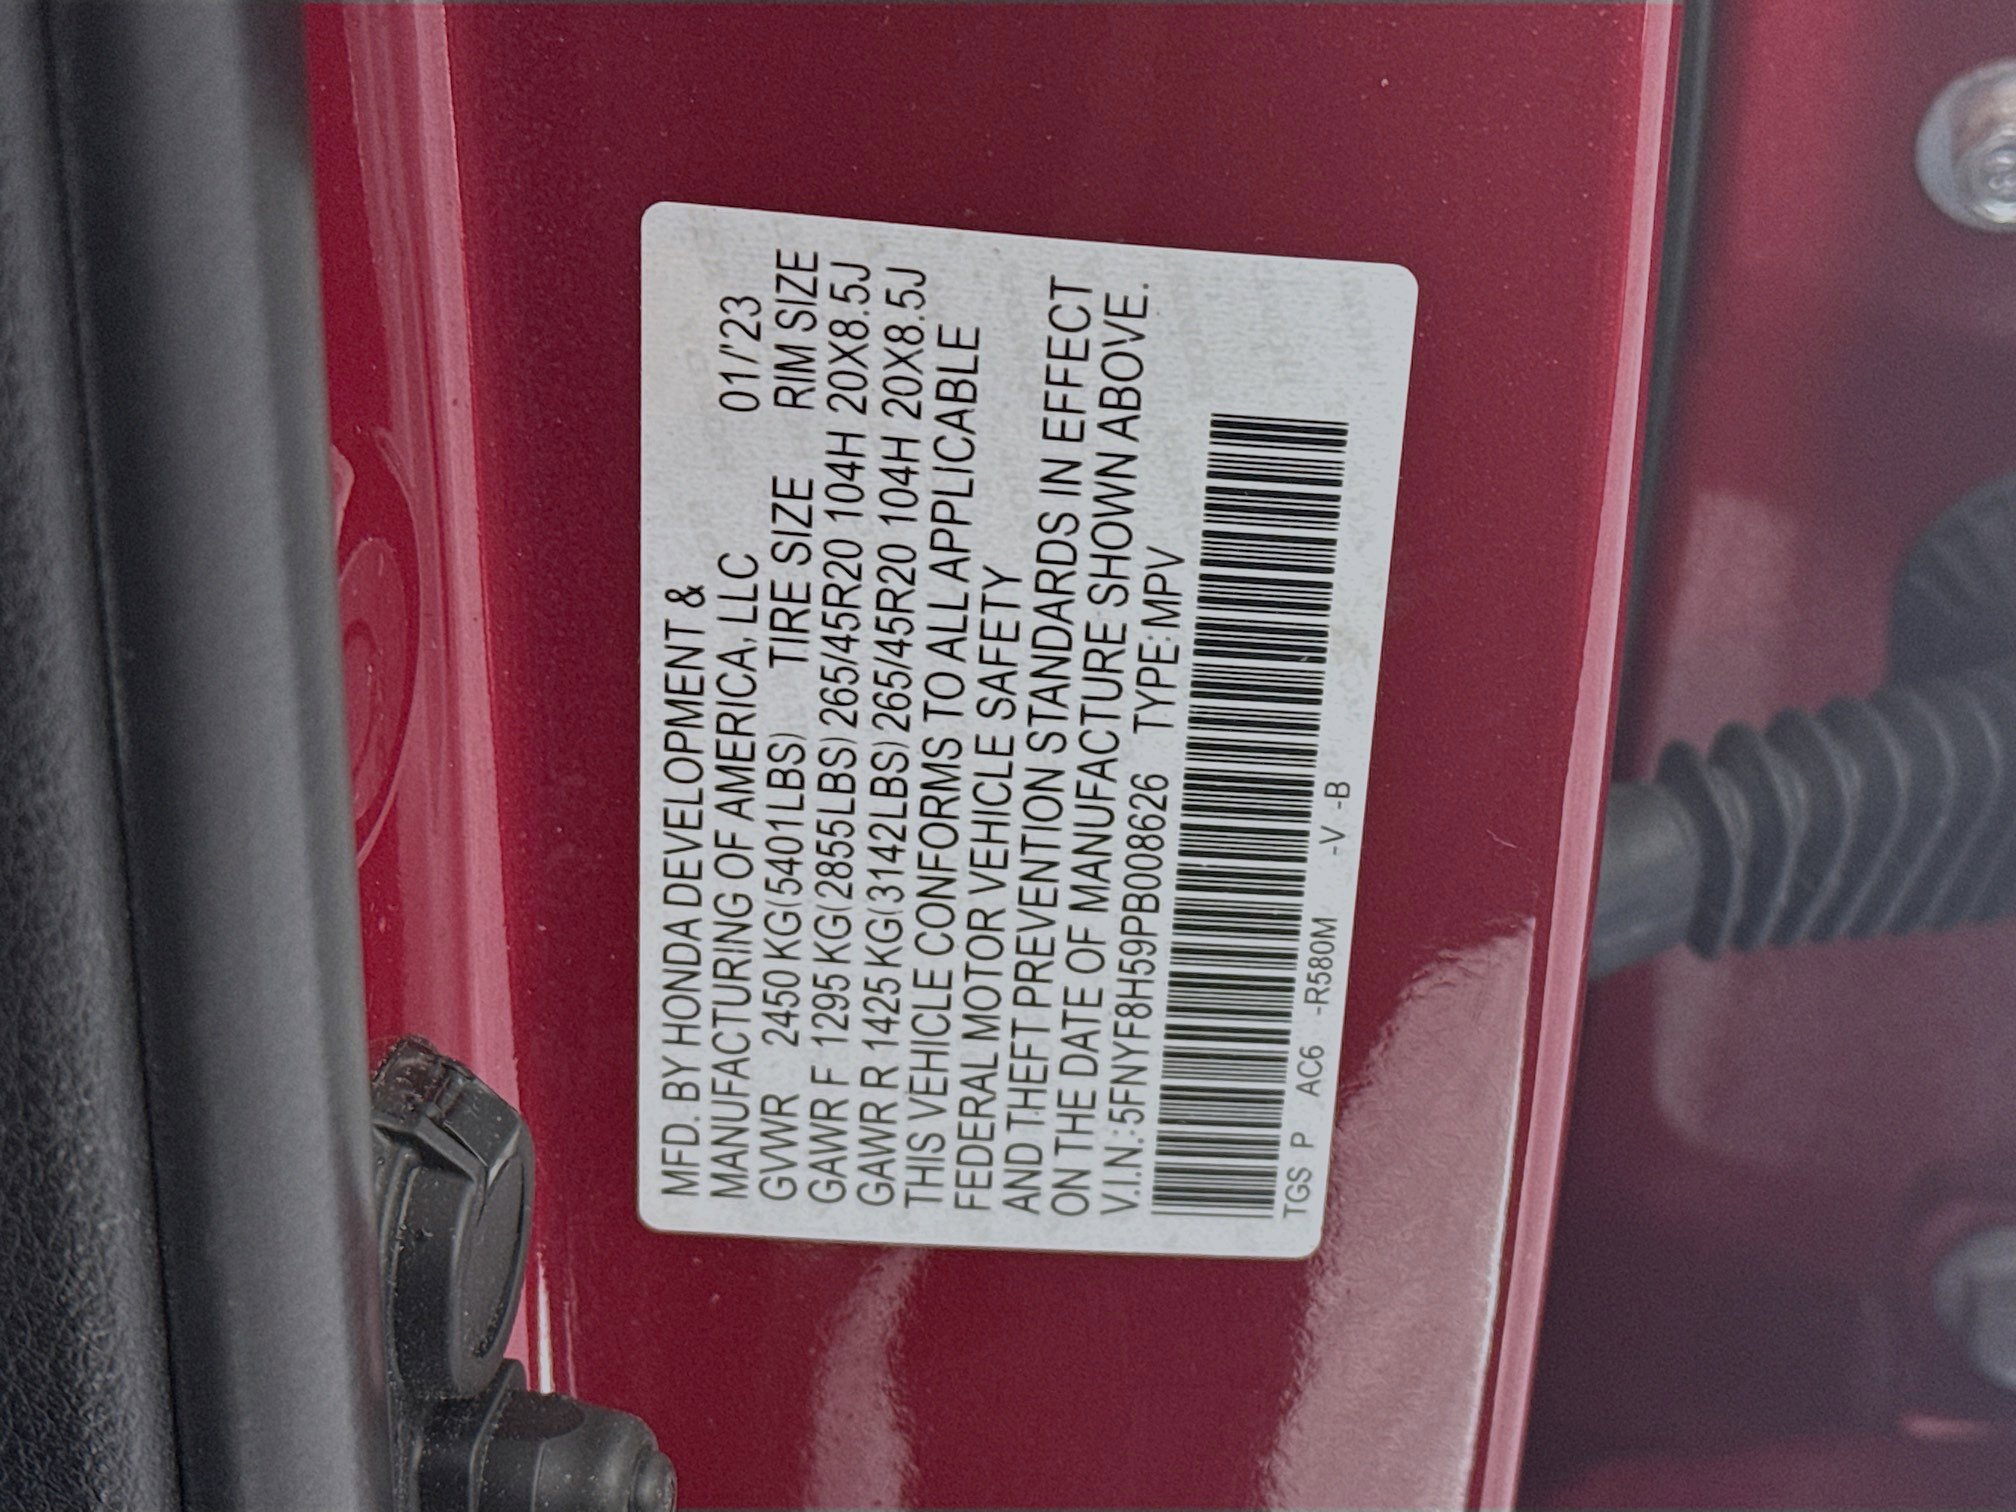 MFD. BY HONDA DEVELOPMENT &
MANUFACTURING OF AMERICA, LLC 01/'23
GVWR 2450 KG(5401LBS) TIRE SIZE RIM SIZE
GAWR F 1295 KG(2855LBS) 265/45R20 104H 20X8.5J
GAWR R 1425 KG(3142LBS) 265/45R20 104H 20X8.5J
THIS VEHICLE CONFORMS TO ALL APPLICABLE
FEDERAL MOTOR VEHICLE SAFETY
AND THEFT PREVENTION STANDARDS IN EFFECT
ON THE DATE OF MANUFACTURE SHOWN ABOVE.
V.I.N.:5FNYF8H59PB008626 TYPE:MPV
TGS P AC6 -R580M -V -B